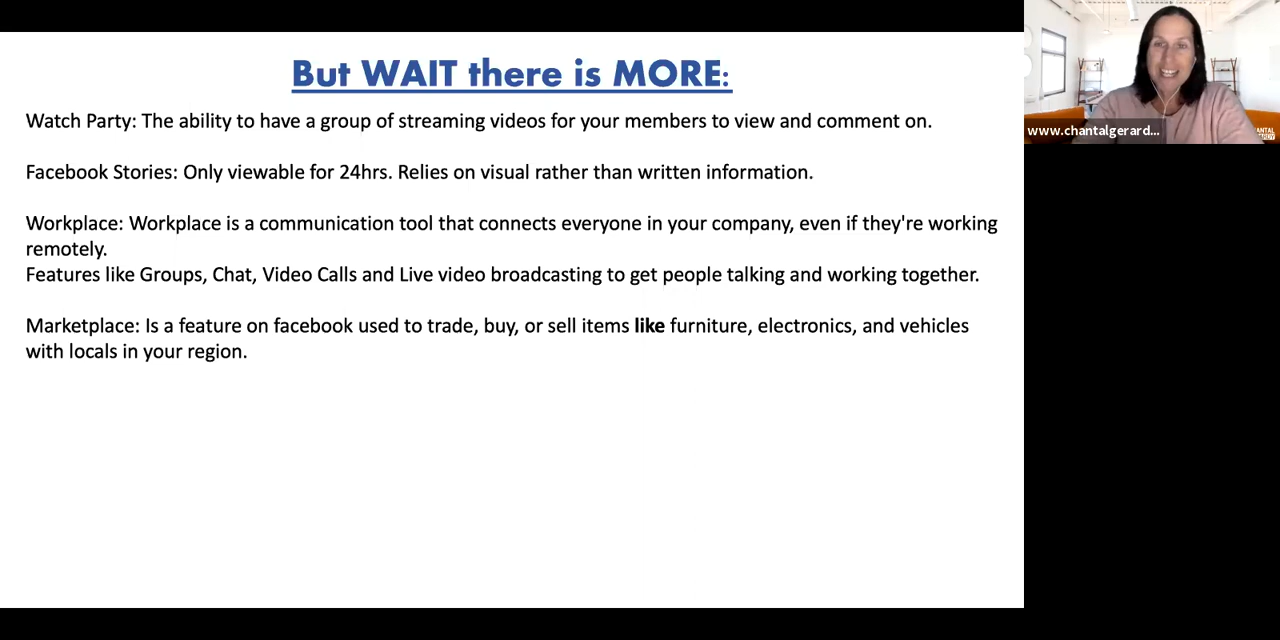 But WAIT there is MORE:
Watch Party: The ability to have a group of streaming videos for your members to view and comment on.
Facebook Stories: Only viewable for 24hrs. Relies on visual rather than written information.
Workplace: Workplace is a communication tool that connects everyone in your company, even if they're working
remotely.
Features like Groups, Chat, Video Calls and Live video broadcasting to get people talking and working together.
Marketplace: Is a feature on facebook used to trade, buy, or sell items like furniture, electronics, and vehicles
with locals in your region.
www.chantalgerard...